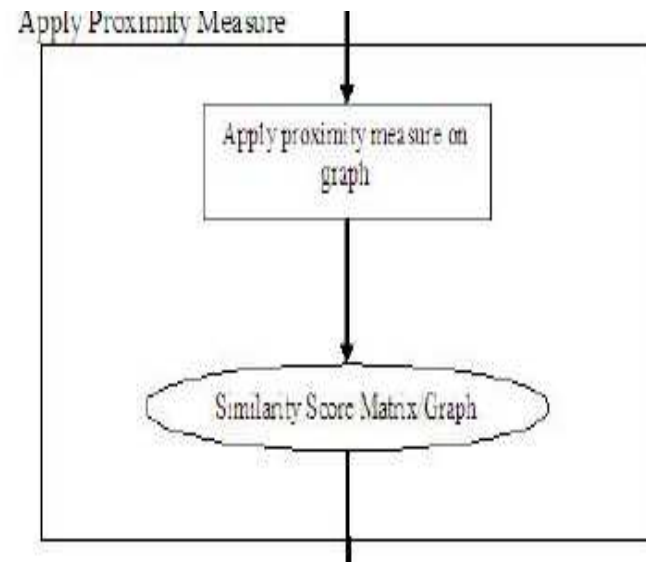 Apply Proximity Measure
Apply proximity measure on
graph
Similarity Score Matrix Graph